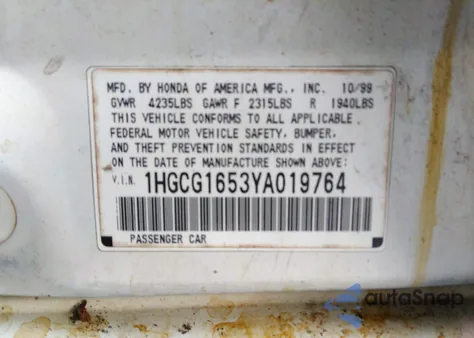 MFD. BY HONDA OF AMERICA MFG., INC. 10/99
GVWR 4235LBS GAWR F 2315LBS R 1940LBS
THIS VEHICLE CONFORMS TO ALL APPLICABLE
FEDERAL MOTOR VEHICLE SAFETY, BUMPER,
AND THEFT PREVENTION STANDARDS IN EFFECT
ON THE DATE OF MANUFACTURE SHOWN ABOVE:
V.I.N. 1HGCG1653YA019764
PASSENGER CAR
autoSnap